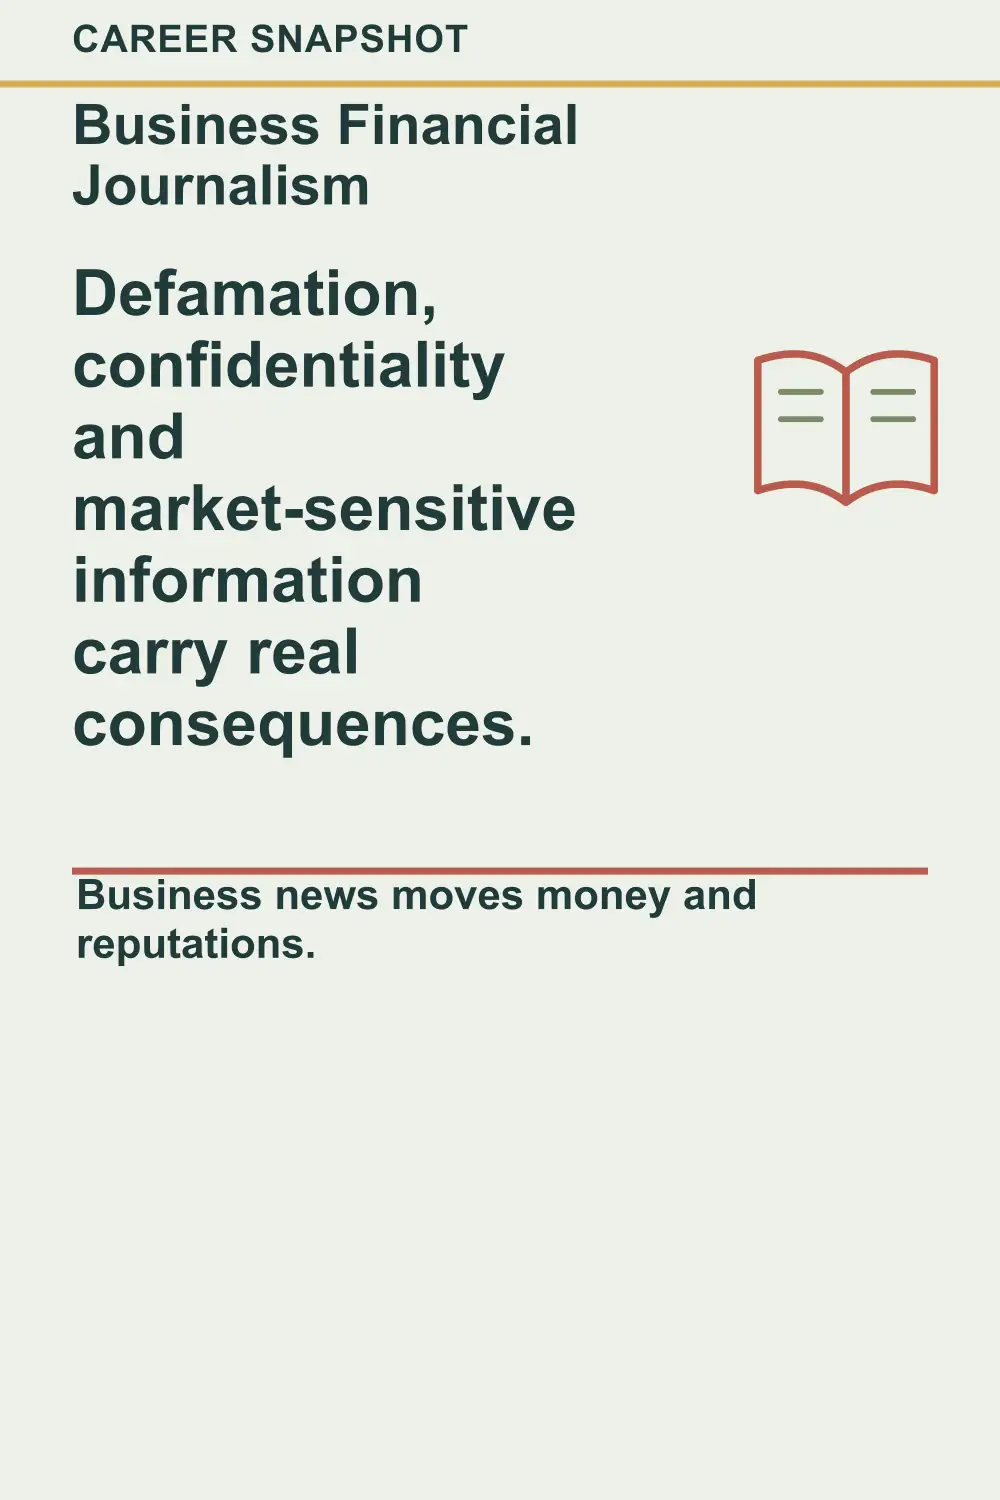 CAREER SNAPSHOT
Business Financial
Journalism
Defamation,
confidentiality
and
market-sensitive
information
carry real
consequences.
Business news moves money and
reputations.